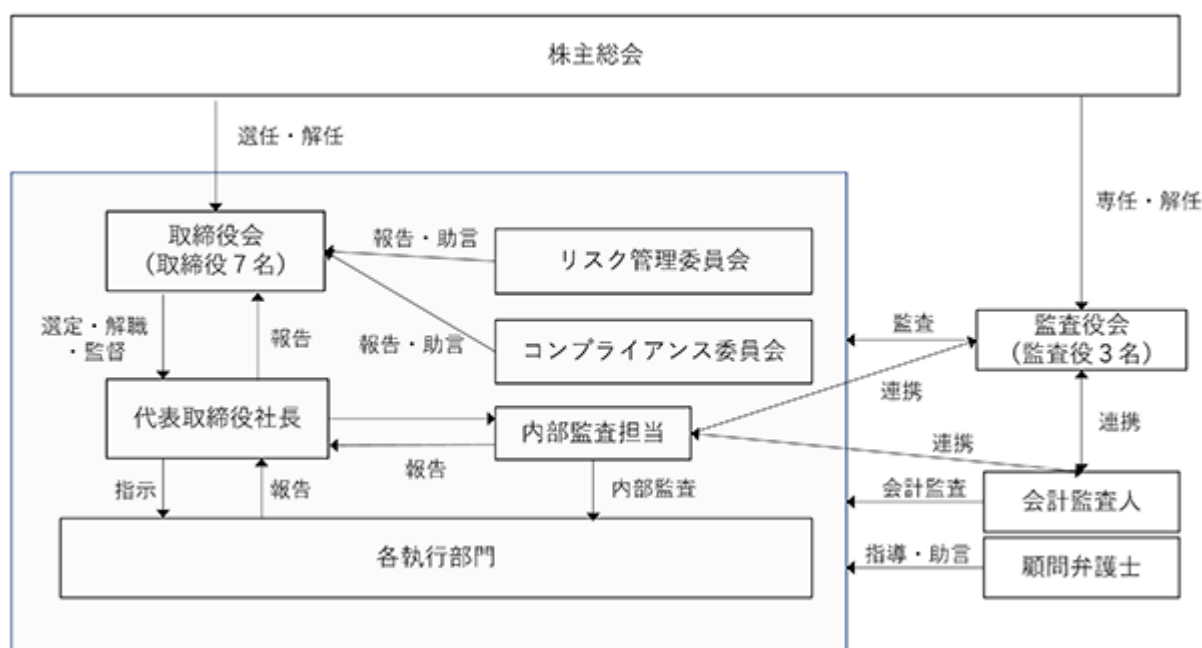 株主総会
選任・解任
専任・解任
取締役会
（取締役７名）
報告・助言
リスク管理委員会
選定・解職
・監督
報告
報告・助言
コンプライアンス委員会
監査
監査役会
（監査役３名）
連携
代表取締役社長
内部監査担当
報告
連携
連携
指示
報告
内部監査
会計監査
会計監査人
各執行部門
指導・助言
顧問弁護士